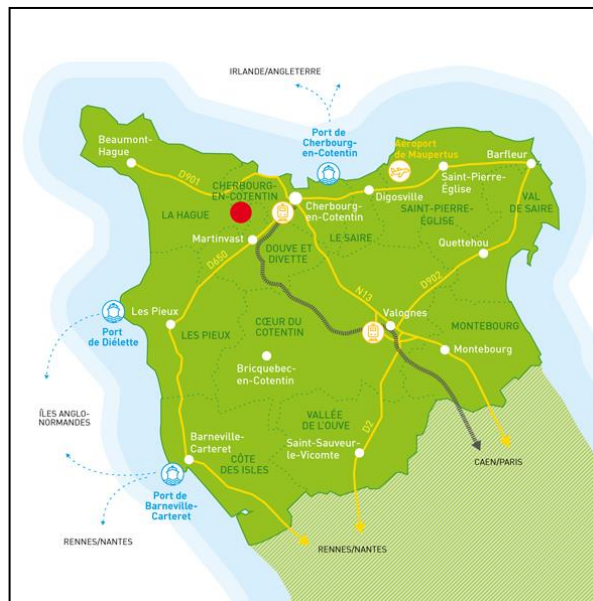 IRLANDE/ANGLETERRE
Port de
Cherbourg-
en-Cotentin
Aéroport
de Maupertus
Beaumont-
Hague
D901
CHERBOURG-
EN-COTENTIN
Cherbourg-
en-Cotentin
Digosville
Saint-Pierre-
Église
Barfleur
LA HAGUE
SAINT-PIERRE-
ÉGLISE
VAL
DE SAIRE
Martinvast
DOUVE ET
DIVETTE
LE SAIRE
Quettehou
D650
D902
N13
Les Pieux
Port
de Diélette
LES PIEUX
CŒUR DU
COTENTIN
Valognes
MONTEBOURG
Montebourg
Bricquebec-
en-Cotentin
ÎLES ANGLO-
NORMANDES
VALLÉE
DE L'OUVE
D2
Barneville-
Carteret
CÔTE
DES ISLES
Saint-Sauveur-
le-Vicomte
CAEN/PARIS
Port de
Barneville-
Carteret
RENNES/NANTES
RENNES/NANTES